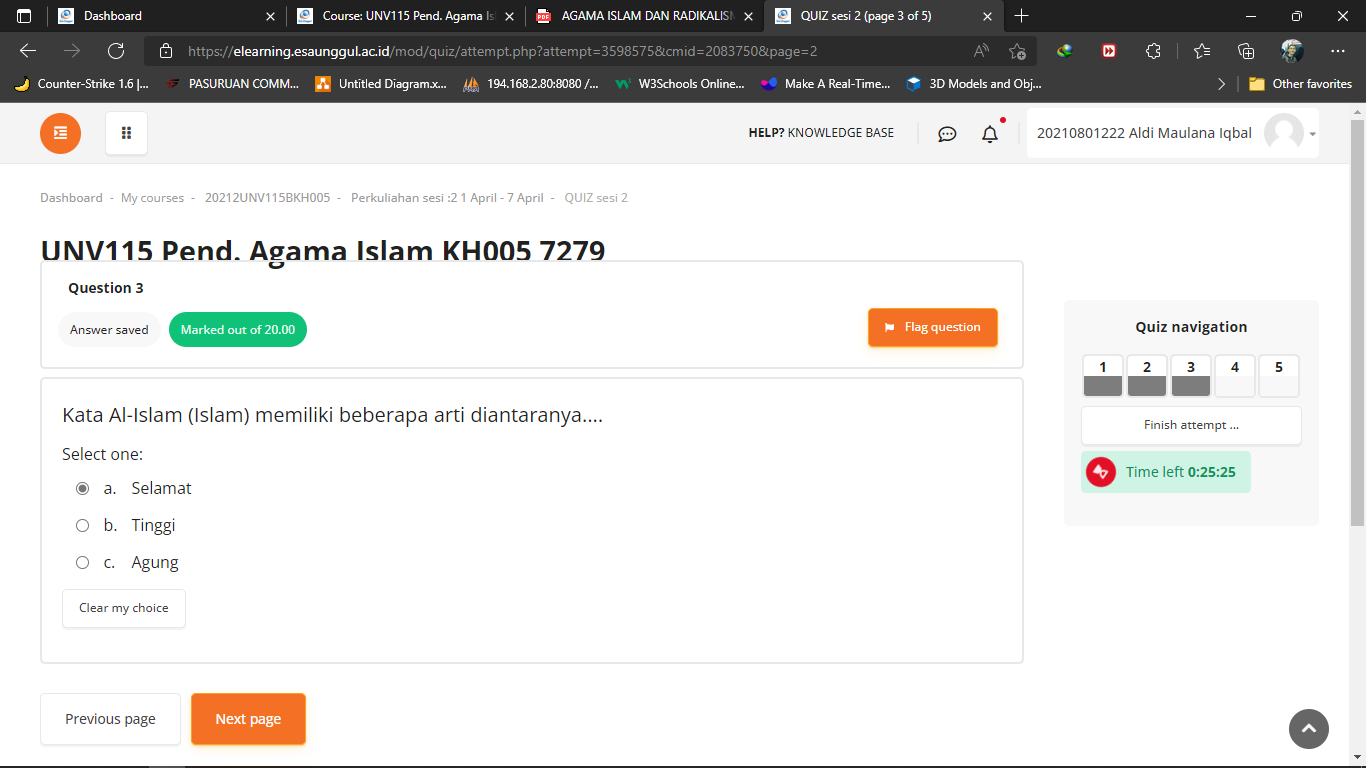 Dashboard
Course: UNV115 Pend. Agama Isl
AGAMA ISLAM DAN RADIKALISM
QUIZ sesi 2 (page 3 of 5)
https://elearning.esaunggul.ac.id/mod/quiz/attempt.php?attempt=3598575&cmid=2083750&page=2
Counter-Strike 1.6 |...
PASURUAN COMM...
Untitled Diagram.x...
194.168.2.80:8080 /...
W3Schools Online...
Make A Real-Time...
3D Models and Obj...
Other favorites
HELP? KNOWLEDGE BASE
20210801222 Aldi Maulana Iqbal
Dashboard - My courses - 20212UNV115BKH005 - Perkuliahan sesi :2 1 April - 7 April - QUIZ sesi 2
UNV115 Pend. Agama Islam KH005 7279
Question 3
Answer saved
Marked out of 20.00
Flag question
Kata Al-Islam (Islam) memiliki beberapa arti diantaranya....
Select one:
a. Selamat
b. Tinggi
c. Agung
Clear my choice
Previous page
Next page
Quiz navigation
1 2 3 4 5
Finish attempt ...
Time left 0:25:25